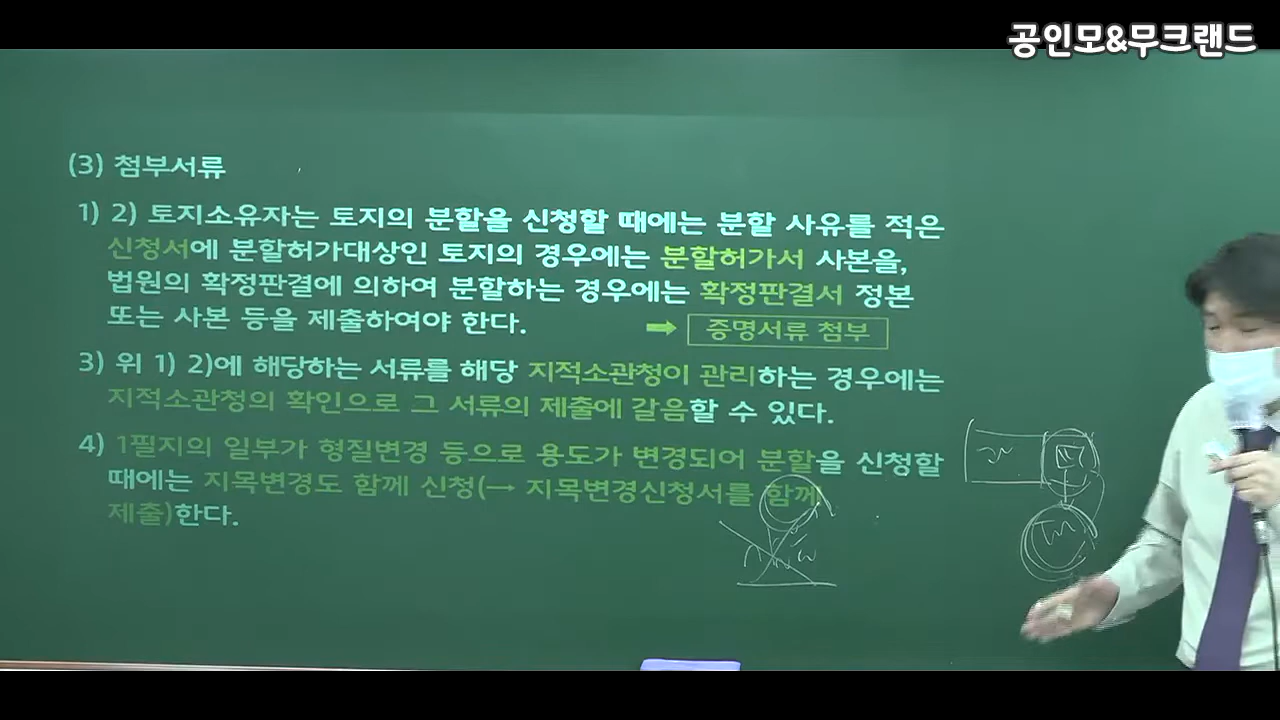 공인모&무크랜드
(3) 첨부서류
1) 2) 토지소유자는 토지의 분할을 신청할 때에는 분할 사유를 적은
신청서에 분할허가대상인 토지의 경우에는 분할허가서 사본을,
법원의 확정판결에 의하여 분할하는 경우에는 확정판결서 정본
또는 사본 등을 제출하여야 한다.
➡ 증명서류 첨부
3) 위 1) 2)에 해당하는 서류를 해당 지적소관청이 관리하는 경우에는
지적소관청의 확인으로 그 서류의 제출에 갈음할 수 있다.
4) 1필지의 일부가 형질변경 등으로 용도가 변경되어 분할을 신청할
때에는 지목변경도 함께 신청(→ 지목변경신청서를 함께
제출)한다.